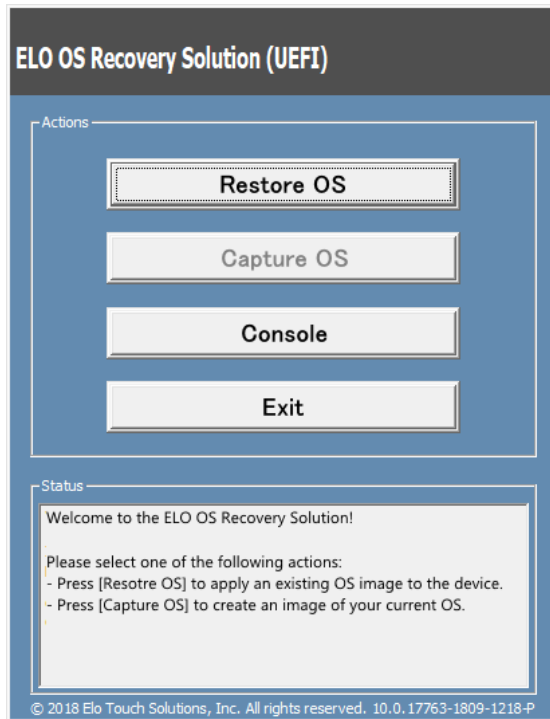 ELO OS Recovery Solution (UEFI)
Actions
Restore OS
Capture OS
Console
Exit
Status
Welcome to the ELO OS Recovery Solution!
Please select one of the following actions:
- Press [Resotre OS] to apply an existing OS image to the device.
- Press [Capture OS] to create an image of your current OS.
© 2018 Elo Touch Solutions, Inc. All rights reserved. 10.0.17763-1809-1218-P